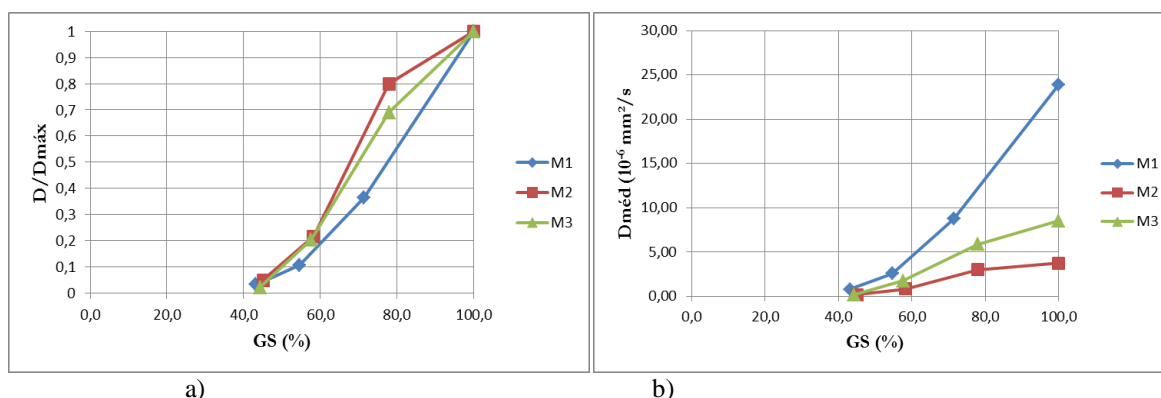 1
0,9
0,8
0,7
0,6
0,5
0,4
0,3
0,2
0,1
0
D/Dmáx
0,0 20,0 40,0 60,0 80,0 100,0
GS (%)
M1
M2
M3
a)
30,00
25,00
20,00
15,00
10,00
5,00
0,00
Dméd (10⁻⁶ mm²/s)
0,0 20,0 40,0 60,0 80,0 100,0
GS (%)
M1
M2
M3
b)